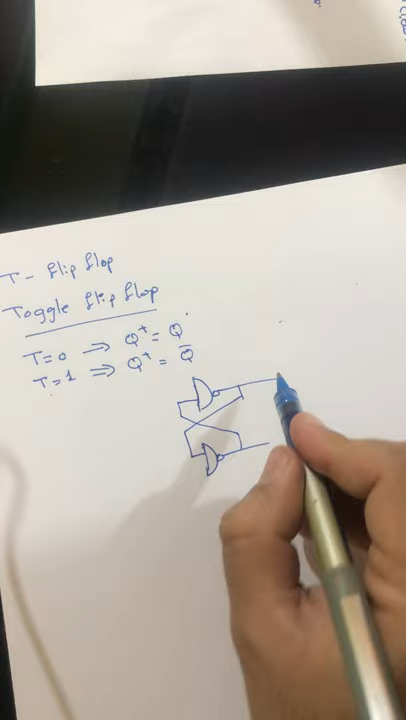 T- flip flop
Toggle flip flop
T=0 ⇒ Q⁺ = Q
T=1 ⇒ Q⁺ = Q̅